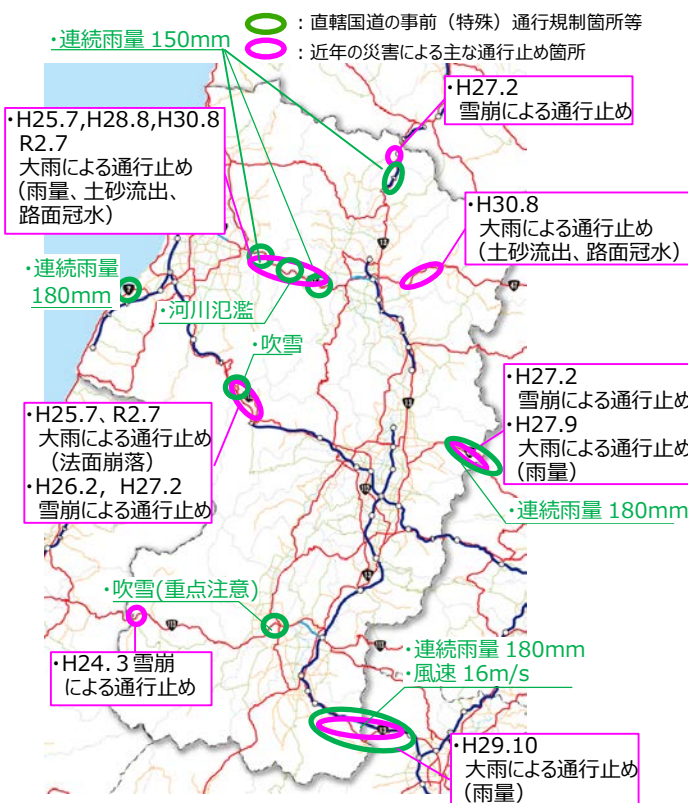 ：直轄国道の事前（特殊）通行規制箇所等
・連続雨量 150mm
：近年の災害による主な通行止め箇所
・H27.2
雪崩による通行止め
・H25.7,H28.8,H30.8
R2.7
大雨による通行止め
（雨量、土砂流出、
路面冠水）
・H30.8
大雨による通行止め
（土砂流出、路面冠水）
・連続雨量
180mm
・河川氾濫
・吹雪
・H27.2
雪崩による通行止め
・H27.9
大雨による通行止め
（雨量）
・H25.7、R2.7
大雨による通行止め
（法面崩落）
・H26.2, H27.2
雪崩による通行止め
・連続雨量 180mm
・吹雪(重点注意)
・H24.3雪崩
による通行止め
・連続雨量 180mm
・風速 16m/s
・H29.10
大雨による通行止め
（雨量）